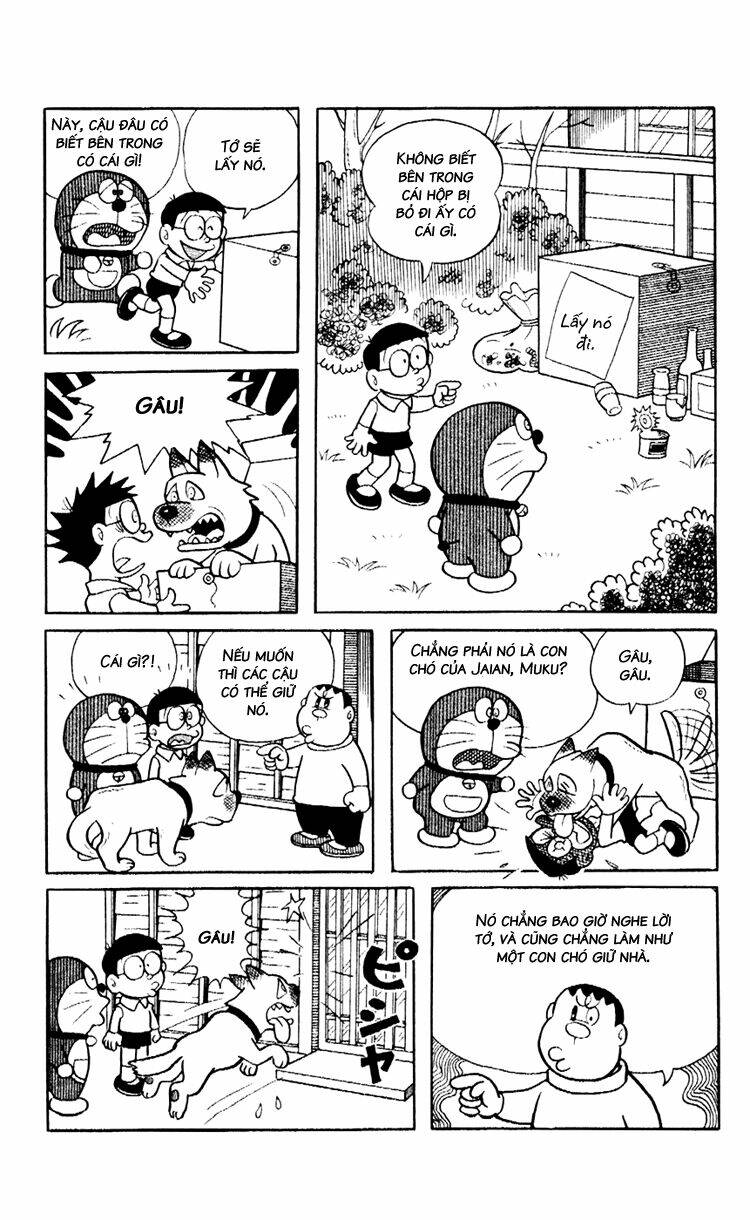 KHÔNG BIẾT
BÊN TRONG
CÁI HỘP BỊ
BỎ ĐI ẤY CÓ
CÁI GÌ.
Lấy nó
đi.
TỚ SẼ
LẤY NÓ.
NÀY, CẬU ĐÂU CÓ
BIẾT BÊN TRONG
CÓ CÁI GÌ!
GÂU!
GÂU,
GÂU.
CHẲNG PHẢI NÓ LÀ CON
CHÓ CỦA JAIAN, MUKU?
NẾU MUỐN
THÌ CÁC CẬU
CÓ THỂ GIỮ
NÓ.
CÁI GÌ?!
NÓ CHẲNG BAO GIỜ NGHE LỜI
TỚ, VÀ CŨNG CHẲNG LÀM NHƯ
MỘT CON CHÓ GIỮ NHÀ.
GÂU!
ピシャ